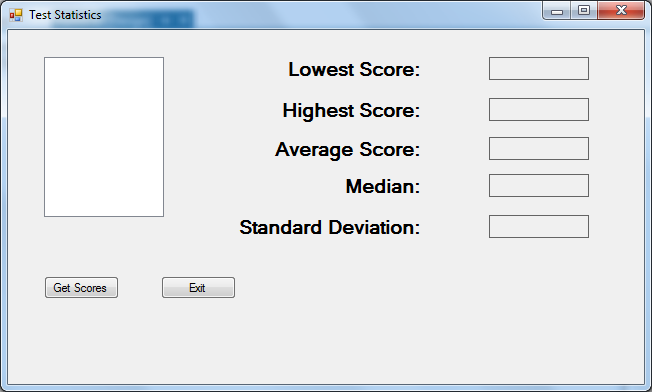 Test Statistics
Lowest Score:
Highest Score:
Average Score:
Median:
Standard Deviation:
Get Scores
Exit